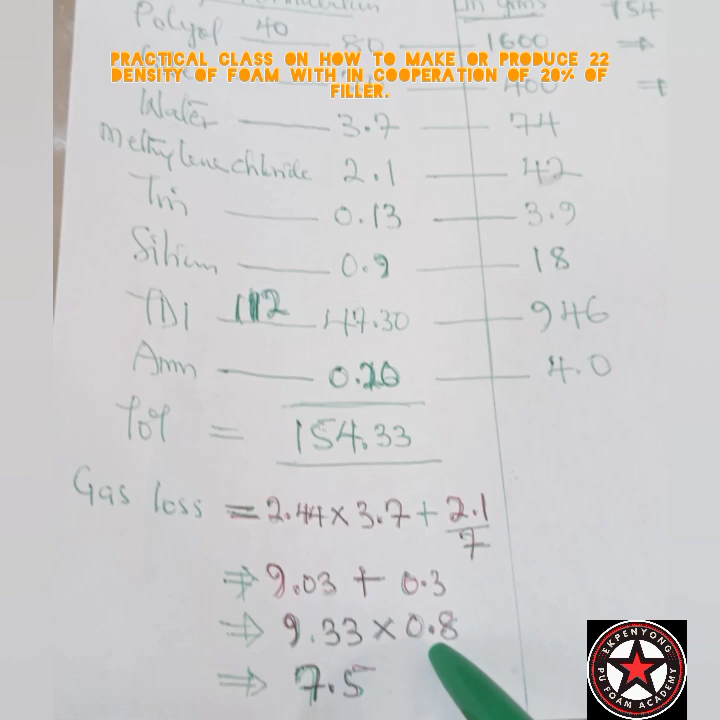 In gms 154
Polyol 40 80 1600 ⇒
PRACTICAL CLASS ON HOW TO MAKE OR PRODUCE 22
DENSITY OF FOAM WITH IN COOPERATION OF 20% OF
FILLER.
400 ⇒
Water 3.7 74
Methylene chloride 2.1 42
Tin 0.13 3.9
Silicon 0.9 18
TDI 112 47.30 946
Amn 0.20 4.0
Tot = 154.33
Gas loss = 2.44 x 3.7 + 2.1/7
⇒ 9.03 + 0.3
⇒ 9.33 x 0.8
⇒ 7.5
EKPENYONG
PU FOAM ACADEMY